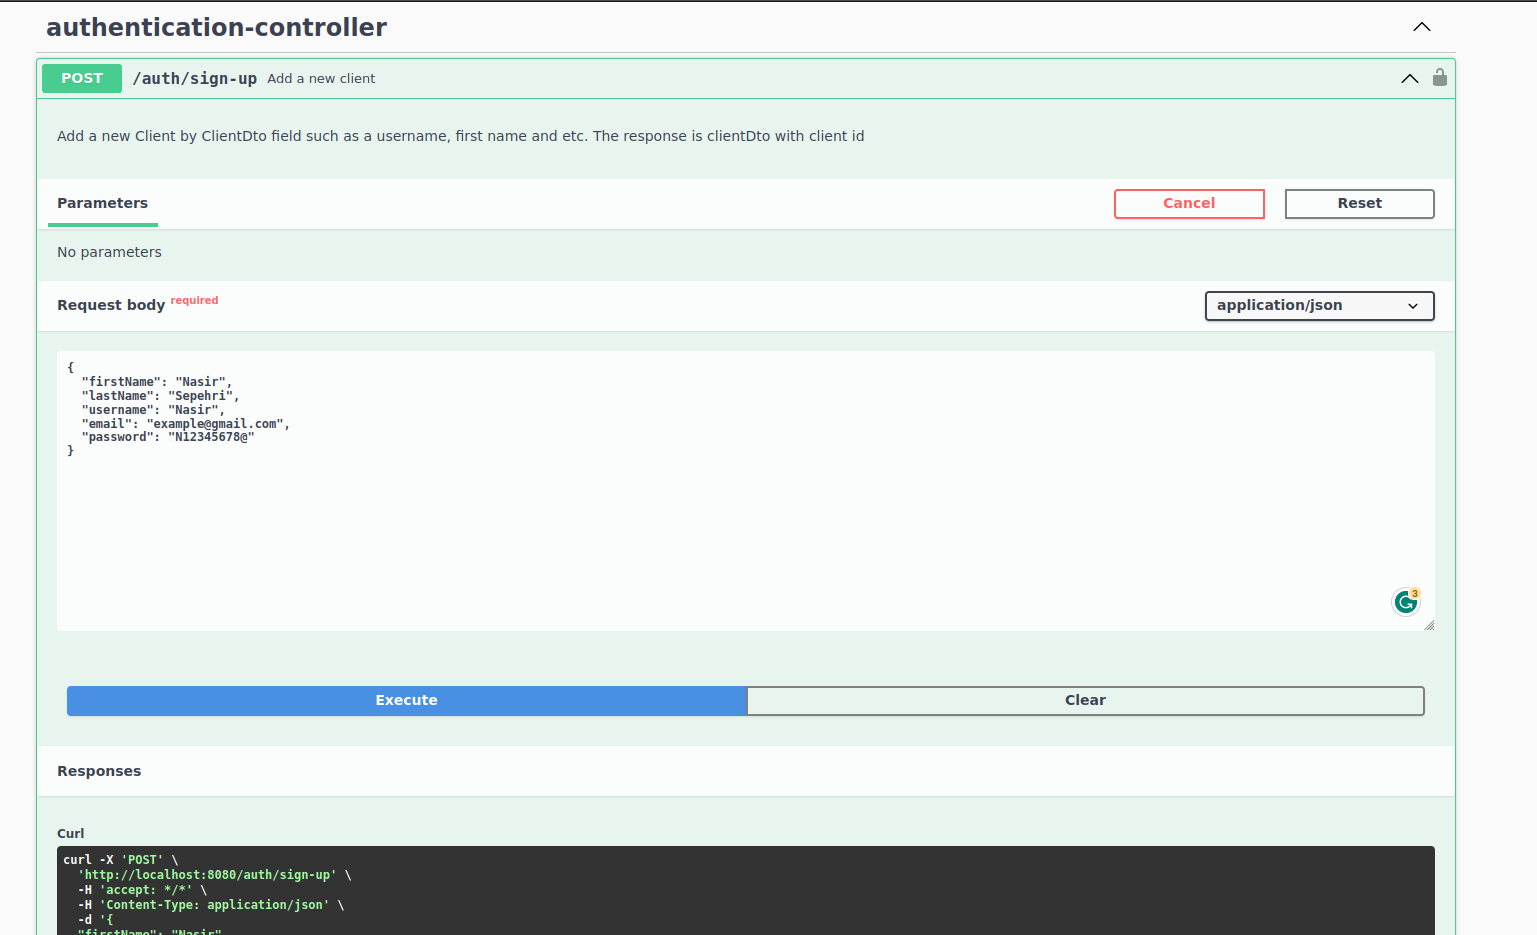 authentication-controller
POST /auth/sign-up Add a new client
Add a new Client by ClientDto field such as a username, first name and etc. The response is clientDto with client id
Parameters
Cancel
Reset
No parameters
Request body required
application/json
{
"firstName": "Nasir",
"lastName": "Sepehri",
"username": "Nasir",
"email": "example@gmail.com",
"password": "N12345678@"
}
3
Execute
Clear
Responses
Curl
curl -X 'POST' \
'http://localhost:8080/auth/sign-up' \
-H 'accept: */*' \
-H 'Content-Type: application/json' \
-d '{
"firstName": "Nasir",